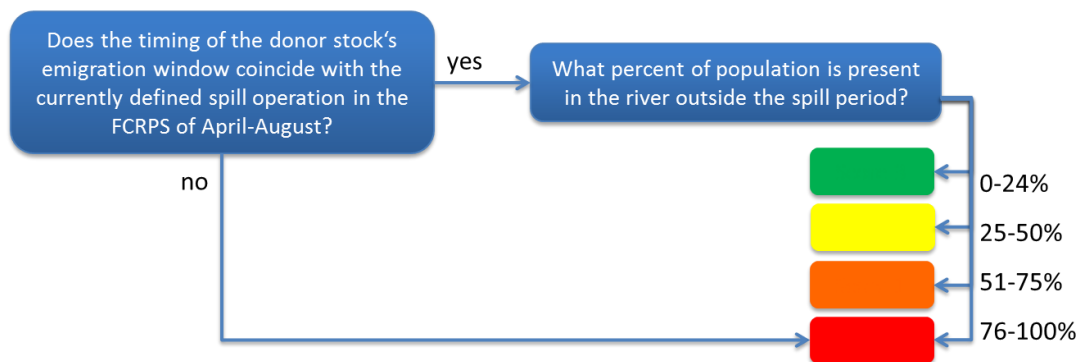 Does the timing of the donor stock‘s
emigration window coincide with the
currently defined spill operation in the
FCRPS of April-August?
yes
What percent of population is present
in the river outside the spill period?
no
0-24%
25-50%
51-75%
76-100%